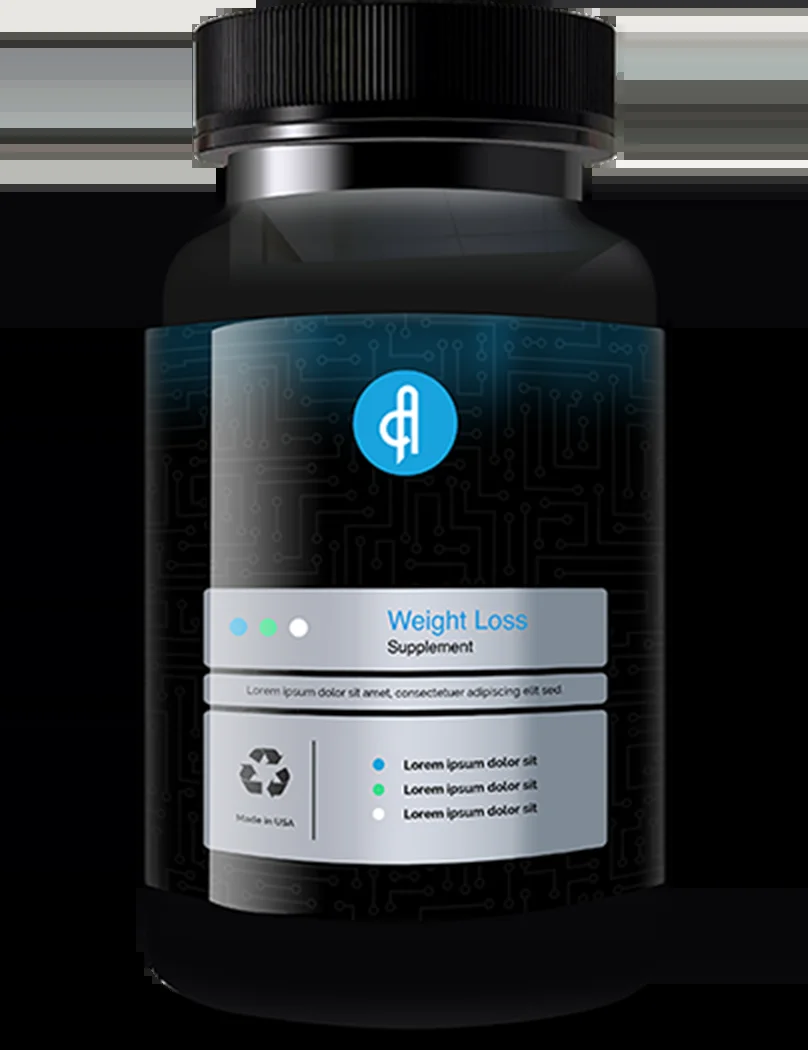 Weight Loss
Supplement
Lorem ipsum dolor sit amet, consectetuer adipiscing elit sed.
Lorem ipsum dolor sit
Lorem ipsum dolor sit
Lorem ipsum dolor sit
Made in USA